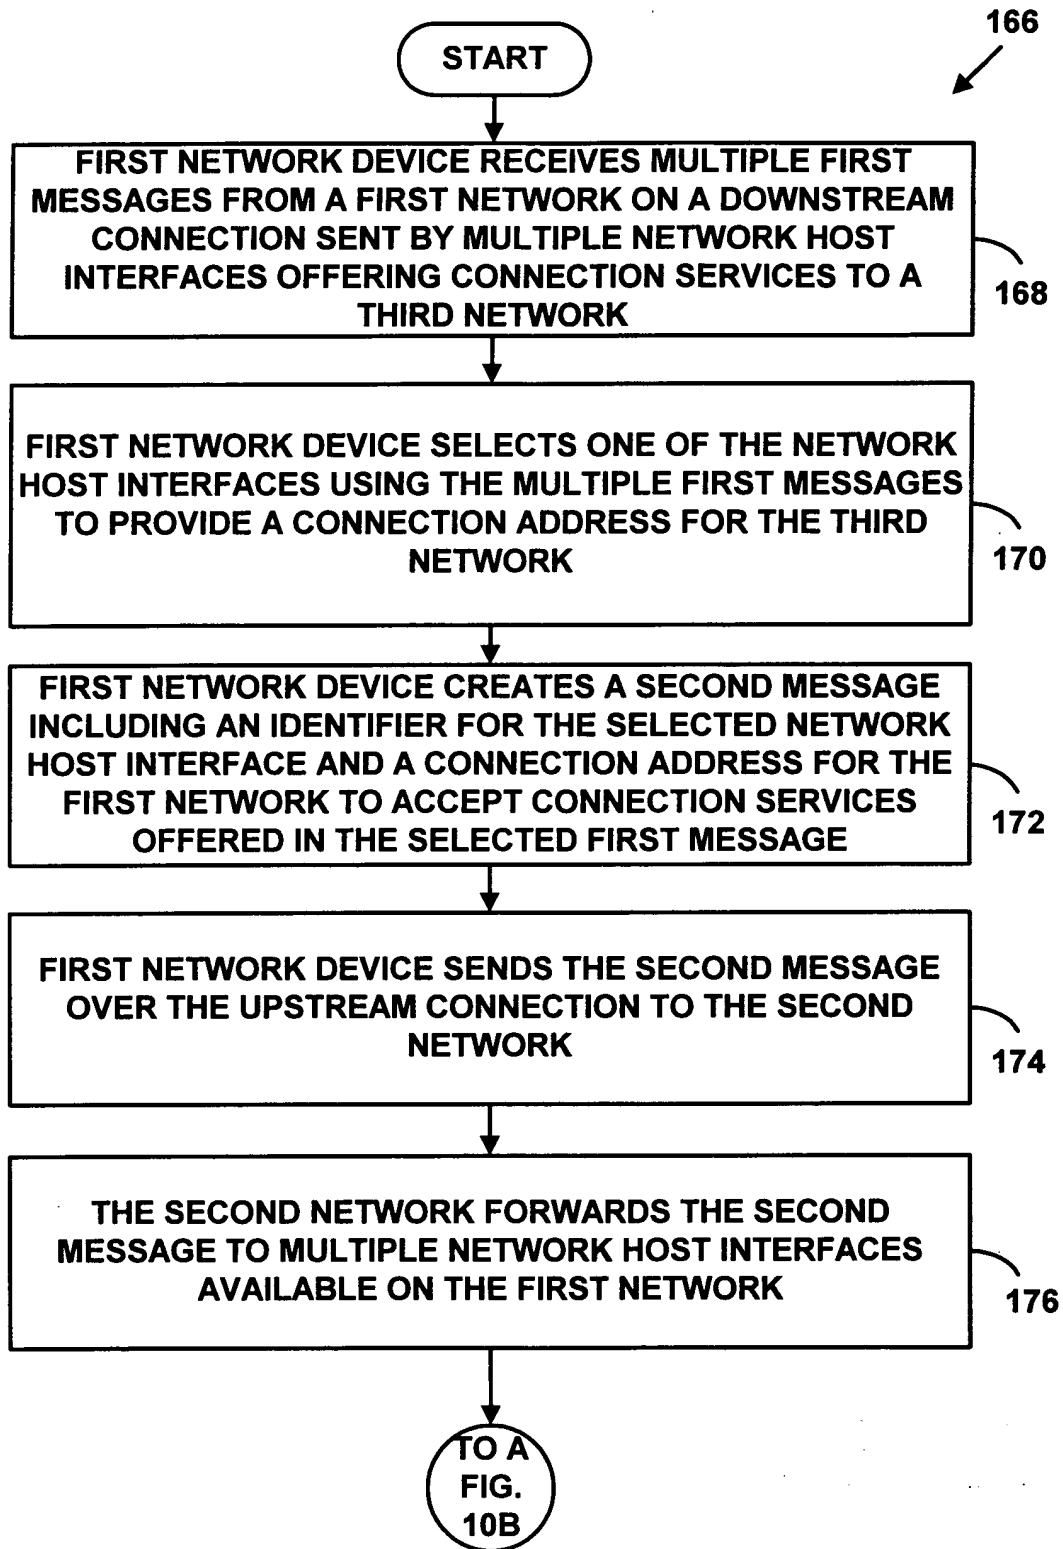 166
START
FIRST NETWORK DEVICE RECEIVES MULTIPLE FIRST
MESSAGES FROM A FIRST NETWORK ON A DOWNSTREAM
CONNECTION SENT BY MULTIPLE NETWORK HOST
INTERFACES OFFERING CONNECTION SERVICES TO A
THIRD NETWORK
168
FIRST NETWORK DEVICE SELECTS ONE OF THE NETWORK
HOST INTERFACES USING THE MULTIPLE FIRST MESSAGES
TO PROVIDE A CONNECTION ADDRESS FOR THE THIRD
NETWORK
170
FIRST NETWORK DEVICE CREATES A SECOND MESSAGE
INCLUDING AN IDENTIFIER FOR THE SELECTED NETWORK
HOST INTERFACE AND A CONNECTION ADDRESS FOR THE
FIRST NETWORK TO ACCEPT CONNECTION SERVICES
OFFERED IN THE SELECTED FIRST MESSAGE
172
FIRST NETWORK DEVICE SENDS THE SECOND MESSAGE
OVER THE UPSTREAM CONNECTION TO THE SECOND
NETWORK
174
THE SECOND NETWORK FORWARDS THE SECOND
MESSAGE TO MULTIPLE NETWORK HOST INTERFACES
AVAILABLE ON THE FIRST NETWORK
176
TO A
FIG.
10B